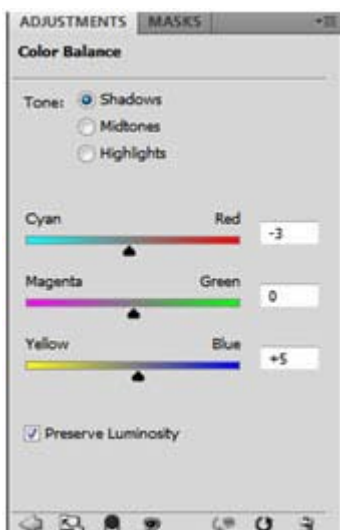 ADJUSTMENTS MASKS
Color Balance
Tone: Shadows
Midtones
Highlights
Cyan Red
-3
Magenta Green
0
Yellow Blue
+5
Preserve Luminosity